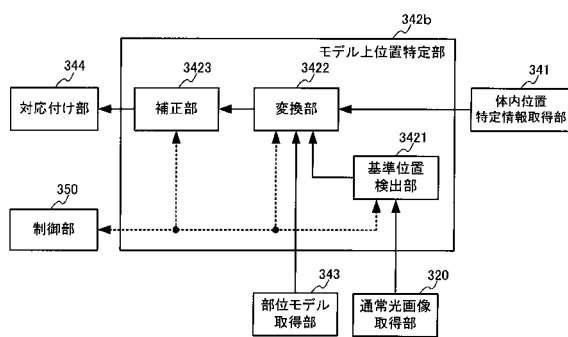 342b
モデル上位置特定部
344
対応付け部
3423
補正部
3422
変換部
341
体内位置
特定情報取得部
3421
基準位置
検出部
350
制御部
343
部位モデル
取得部
320
通常光画像
取得部